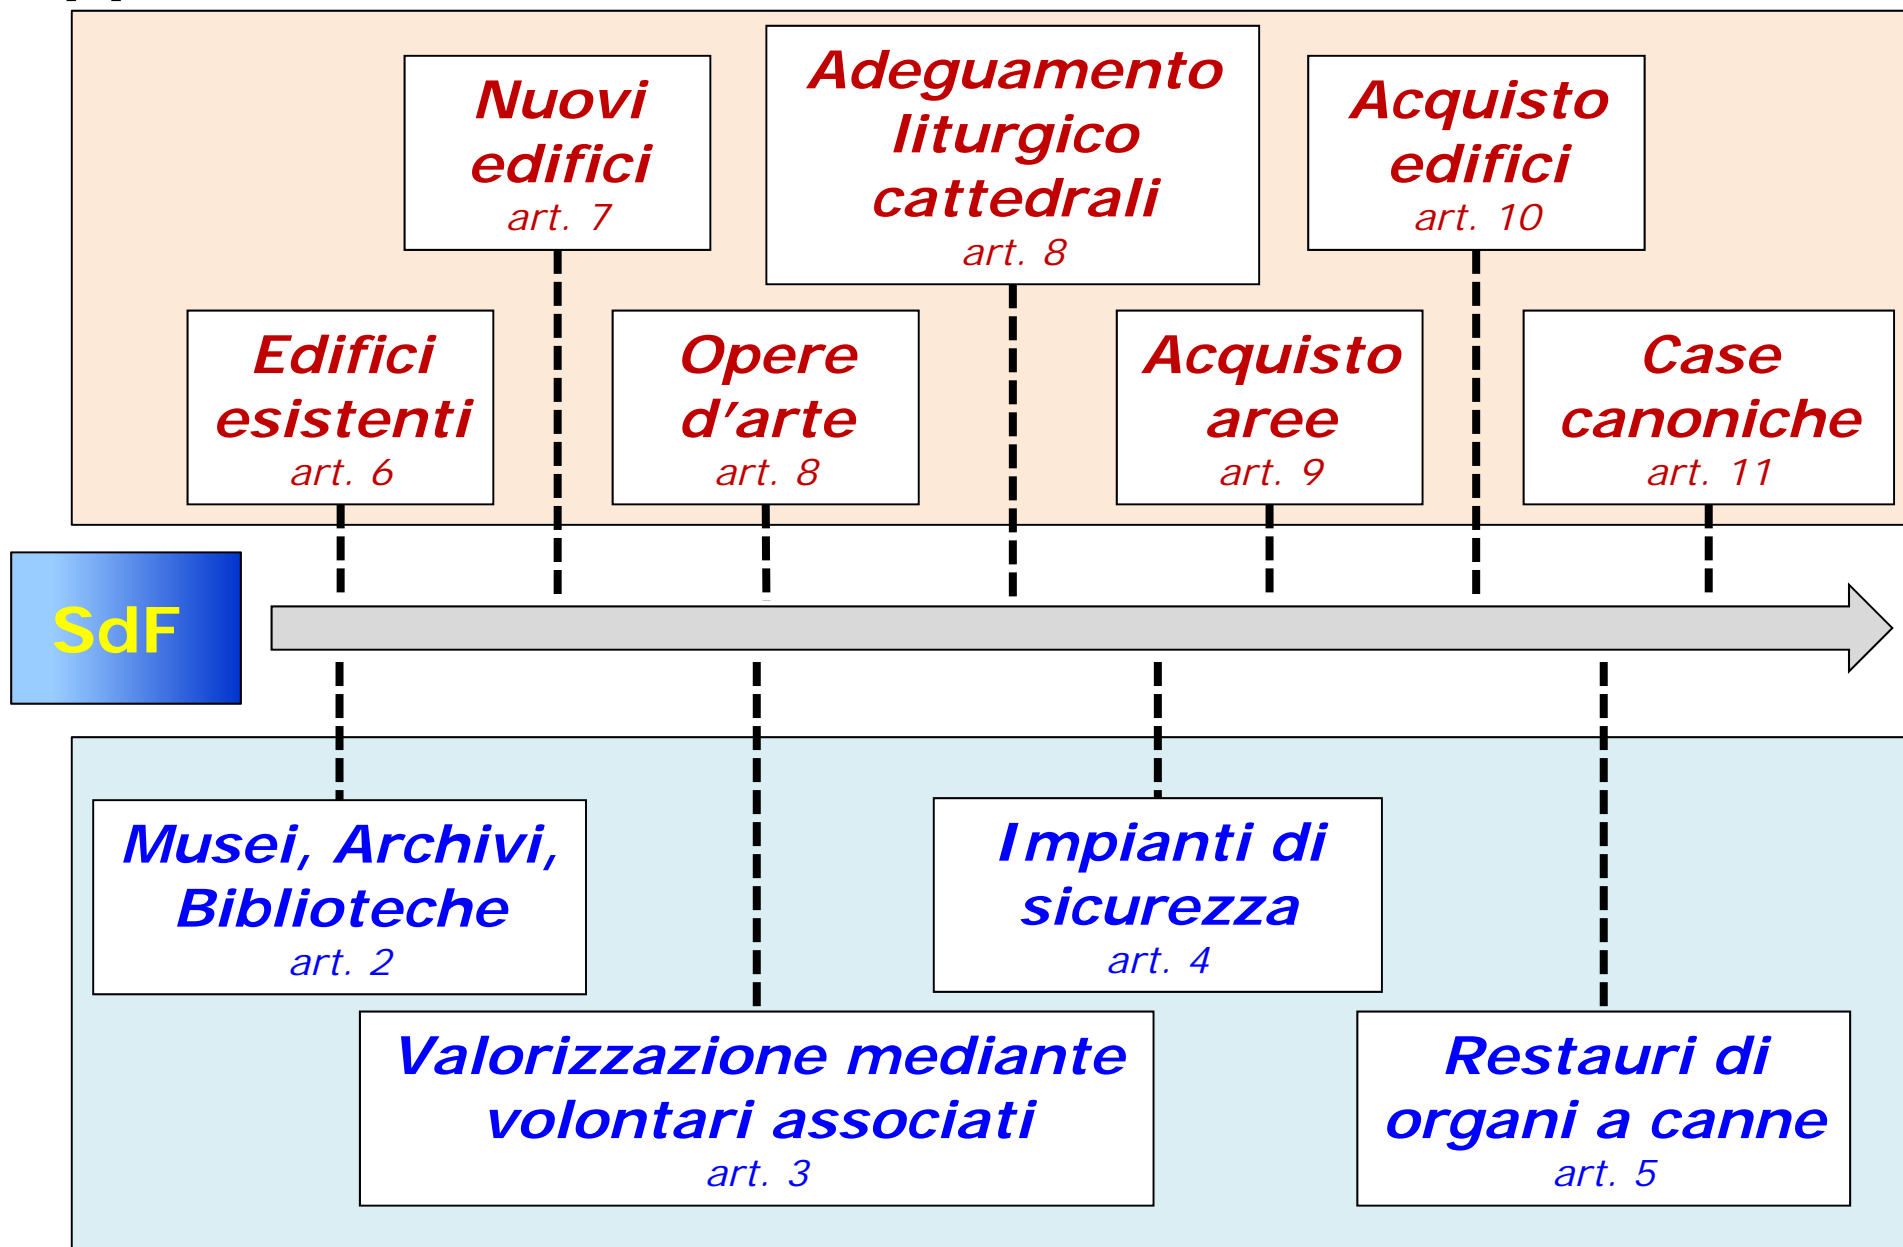 Nuovi
edifici
art. 7
Adeguamento
liturgico
cattedrali
art. 8
Acquisto
edifici
art. 10
Edifici
esistenti
art. 6
Opere
d’arte
art. 8
Acquisto
aree
art. 9
Case
canoniche
art. 11
SdF
Musei, Archivi,
Biblioteche
art. 2
Impianti di
sicurezza
art. 4
Valorizzazione mediante
volontari associati
art. 3
Restauri di
organi a canne
art. 5